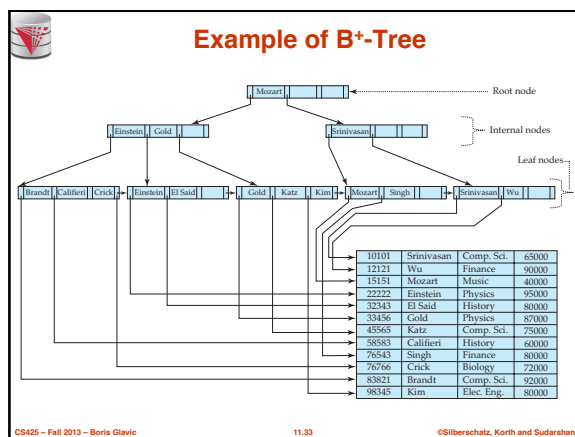 Example of B+-Tree
Mozart
Root node
Einstein Gold
Srinivasan
Internal nodes
Leaf nodes
Brandt Califieri Crick Einstein El Said Gold Katz Kim Mozart Singh Srinivasan Wu
10101 Srinivasan Comp. Sci. 65000
12121 Wu Finance 90000
15151 Mozart Music 40000
22222 Einstein Physics 95000
32343 El Said History 80000
33456 Gold Physics 87000
45565 Katz Comp. Sci. 75000
58583 Califieri History 60000
76543 Singh Finance 80000
76766 Crick Biology 72000
83821 Brandt Comp. Sci. 92000
98345 Kim Elec. Eng. 80000
CS425 – Fall 2013 – Boris Glavic 11.33 ©Silberschatz, Korth and Sudarshan